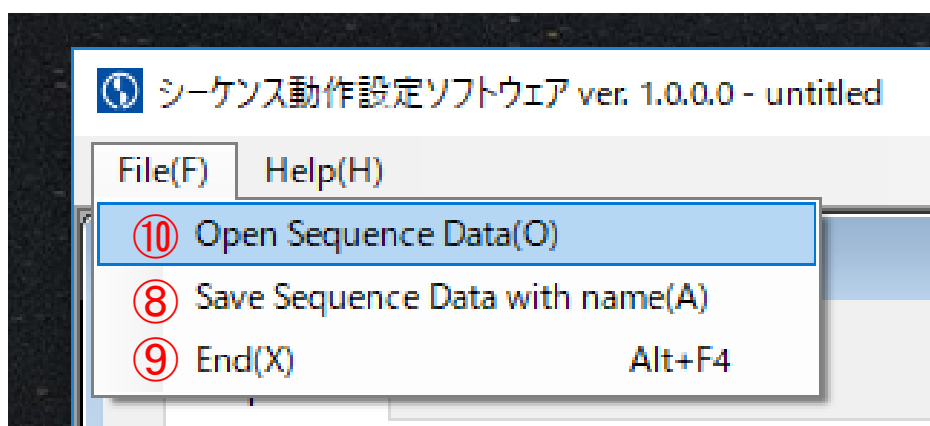 シーケンス動作設定ソフトウェア ver. 1.0.0.0 - untitled
File(F) Help(H)
⑩ Open Sequence Data(O)
⑧ Save Sequence Data with name(A)
⑨ End(X) Alt+F4